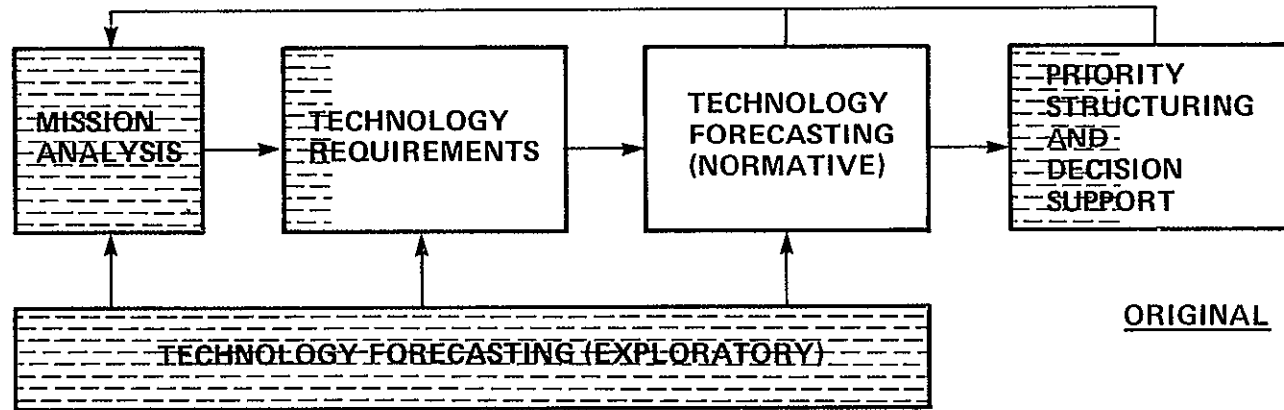 MISSION
ANALYSIS
TECHNOLOGY
REQUIREMENTS
TECHNOLOGY
FORECASTING
(NORMATIVE)
PRIORITY
STRUCTURING
AND
DECISION
SUPPORT
TECHNOLOGY FORECASTING (EXPLORATORY)
ORIGINAL